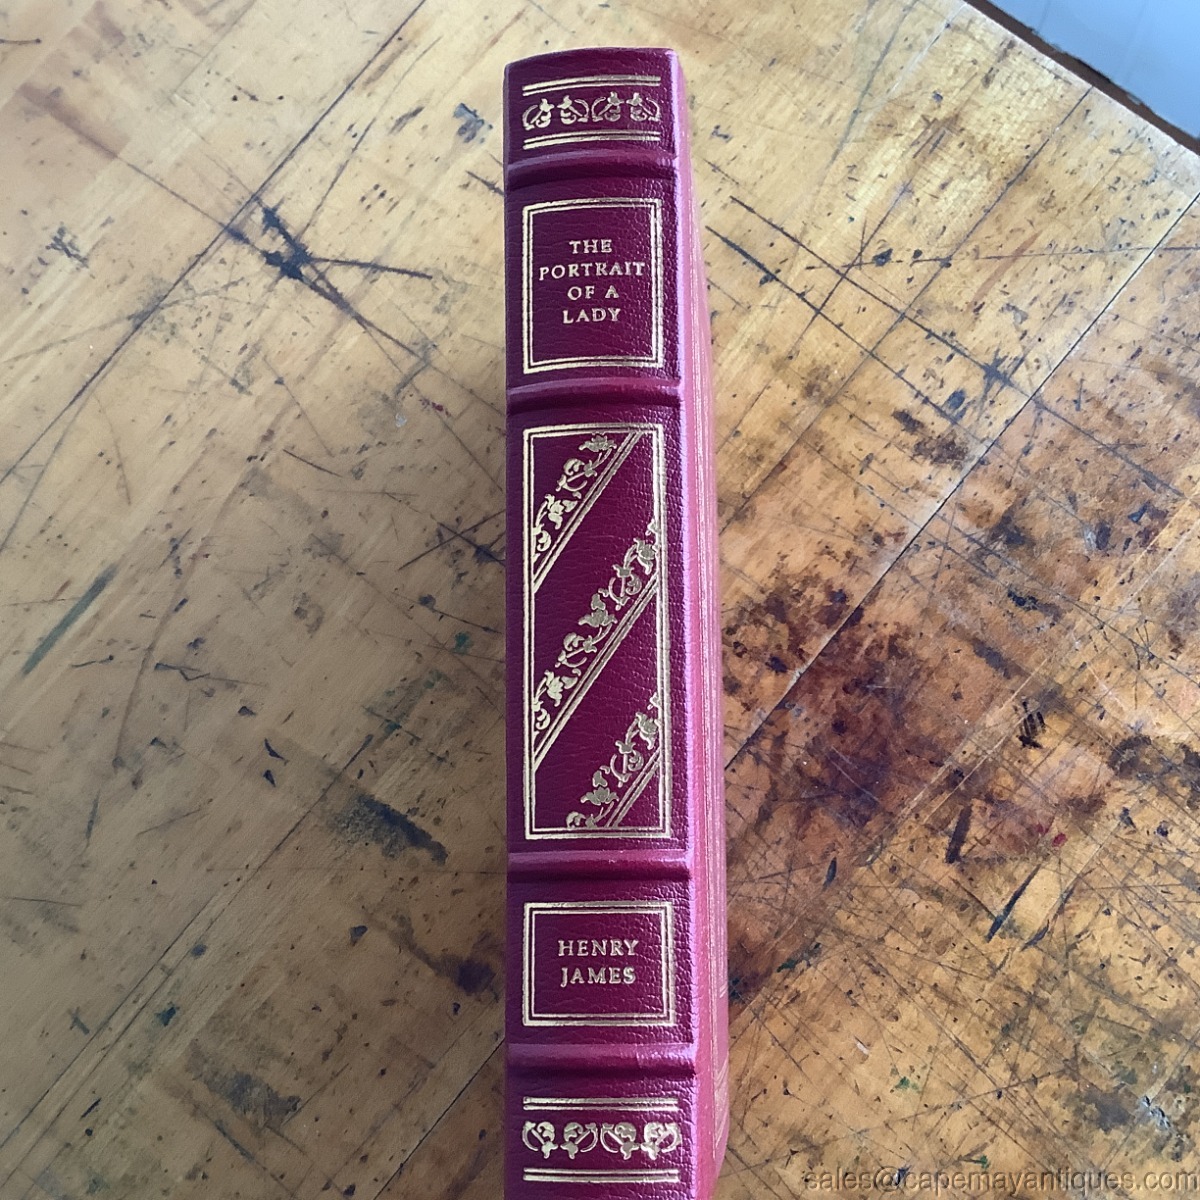 THE
PORTRAIT
OF A
LADY
HENRY
JAMES
sales@capemayantiques.com